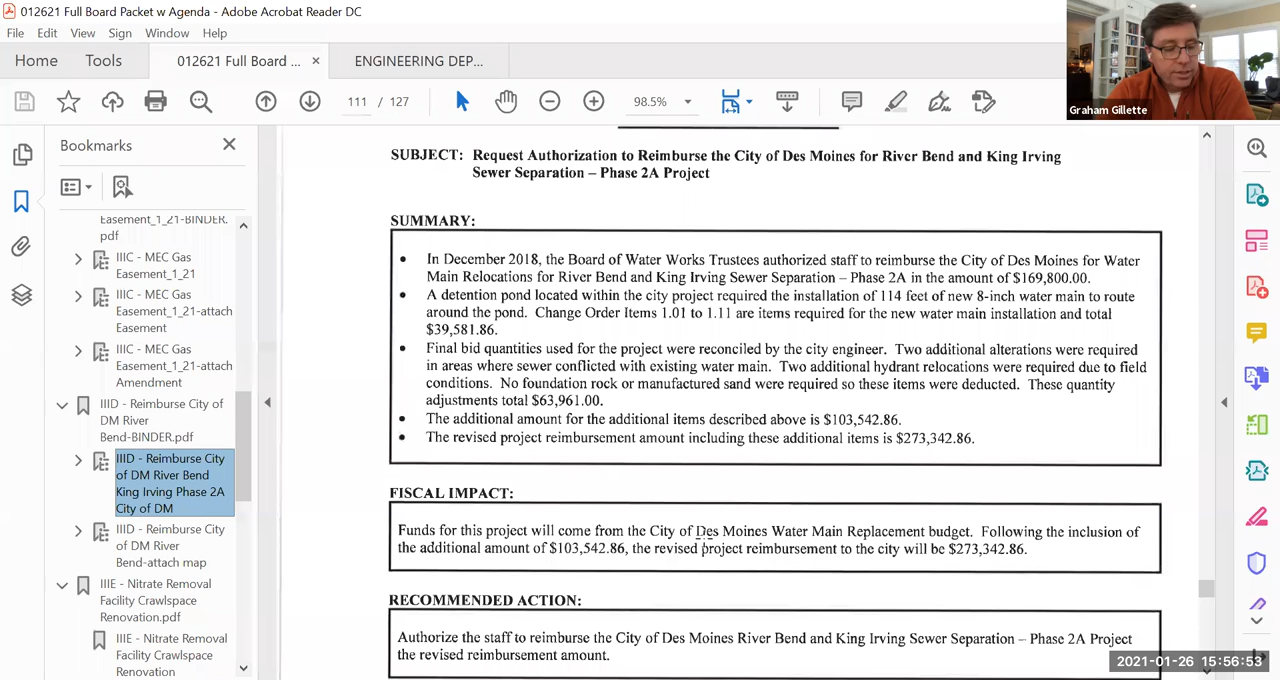 012621 Full Board Packet w Agenda - Adobe Acrobat Reader DC
File Edit View Sign Window Help
Home Tools 012621 Full Board ... × ENGINEERING DEP...
111 / 127 98.5%
Graham Gillette
Bookmarks
Easement_1_21-BINDER.
pdf
IIIC - MEC Gas
Easement_1_21
IIIC - MEC Gas
Easement_1_21-attach
Easement
IIIC - MEC Gas
Easement_1_21-attach
Amendment
IIID - Reimburse City of
DM River
Bend-BINDER.pdf
IIID - Reimburse City
of DM River Bend
King Irving Phase 2A
City of DM
IIID - Reimburse City
of DM River
Bend-attach map
IIIE - Nitrate Removal
Facility Crawlspace
Renovation.pdf
IIIE - Nitrate Removal
Facility Crawlspace
Renovation
SUBJECT: Request Authorization to Reimburse the City of Des Moines for River Bend and King Irving
Sewer Separation – Phase 2A Project
SUMMARY:
• In December 2018, the Board of Water Works Trustees authorized staff to reimburse the City of Des Moines for Water
Main Relocations for River Bend and King Irving Sewer Separation – Phase 2A in the amount of $169,800.00.
• A detention pond located within the city project required the installation of 114 feet of new 8-inch water main to route
around the pond. Change Order Items 1.01 to 1.11 are items required for the new water main installation and total
$39,581.86.
• Final bid quantities used for the project were reconciled by the city engineer. Two additional alterations were required
in areas where sewer conflicted with existing water main. Two additional hydrant relocations were required due to field
conditions. No foundation rock or manufactured sand were required so these items were deducted. These quantity
adjustments total $63,961.00.
• The additional amount for the additional items described above is $103,542.86.
• The revised project reimbursement amount including these additional items is $273,342.86.
FISCAL IMPACT:
Funds for this project will come from the City of Des Moines Water Main Replacement budget. Following the inclusion of
the additional amount of $103,542.86, the revised project reimbursement to the city will be $273,342.86.
RECOMMENDED ACTION:
Authorize the staff to reimburse the City of Des Moines River Bend and King Irving Sewer Separation – Phase 2A Project
the revised reimbursement amount.
2021-01-26 15:56:53